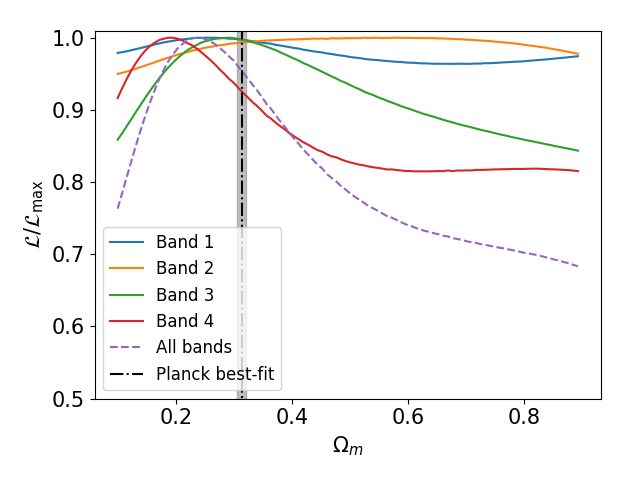 1.0
0.9
0.8
0.7
0.6
0.5
ℒ/ℒmax
Band 1
Band 2
Band 3
Band 4
All bands
Planck best-fit
0.2 0.4 0.6 0.8
Ωm